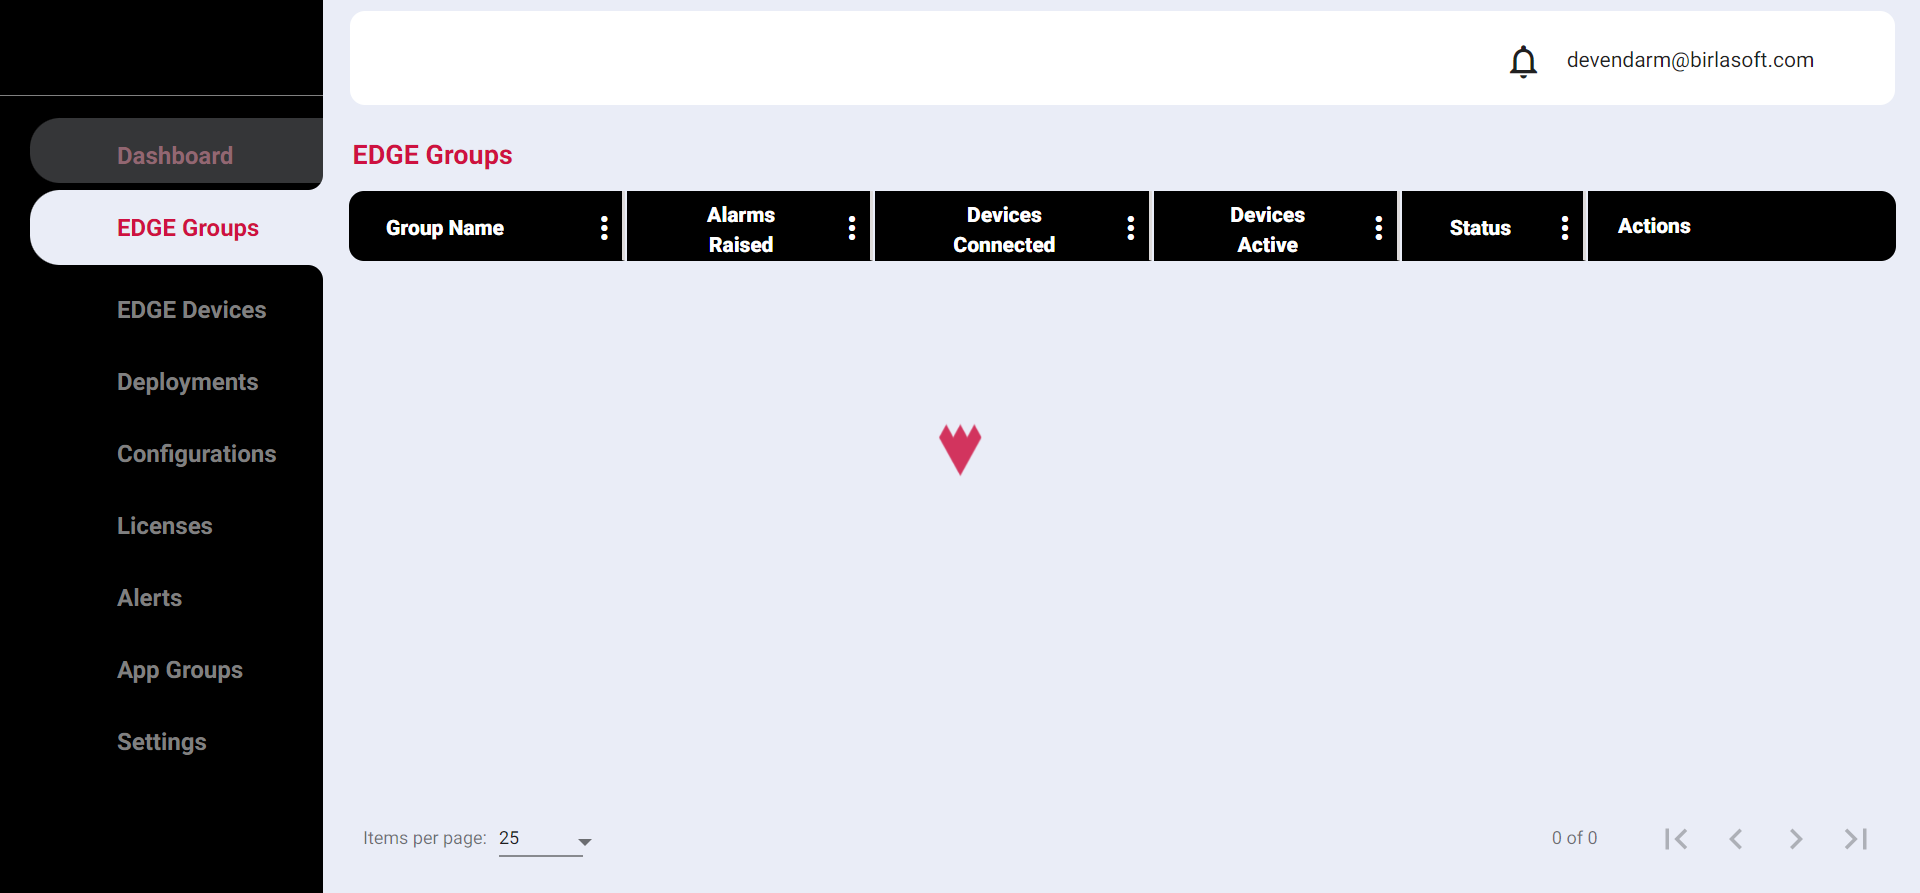 devendarm@birlasoft.com
Dashboard
EDGE Groups
EDGE Devices
Deployments
Configurations
Licenses
Alerts
App Groups
Settings
EDGE Groups
Group Name
Alarms
Raised
Devices
Connected
Devices
Active
Status
Actions
Items per page: 25
0 of 0